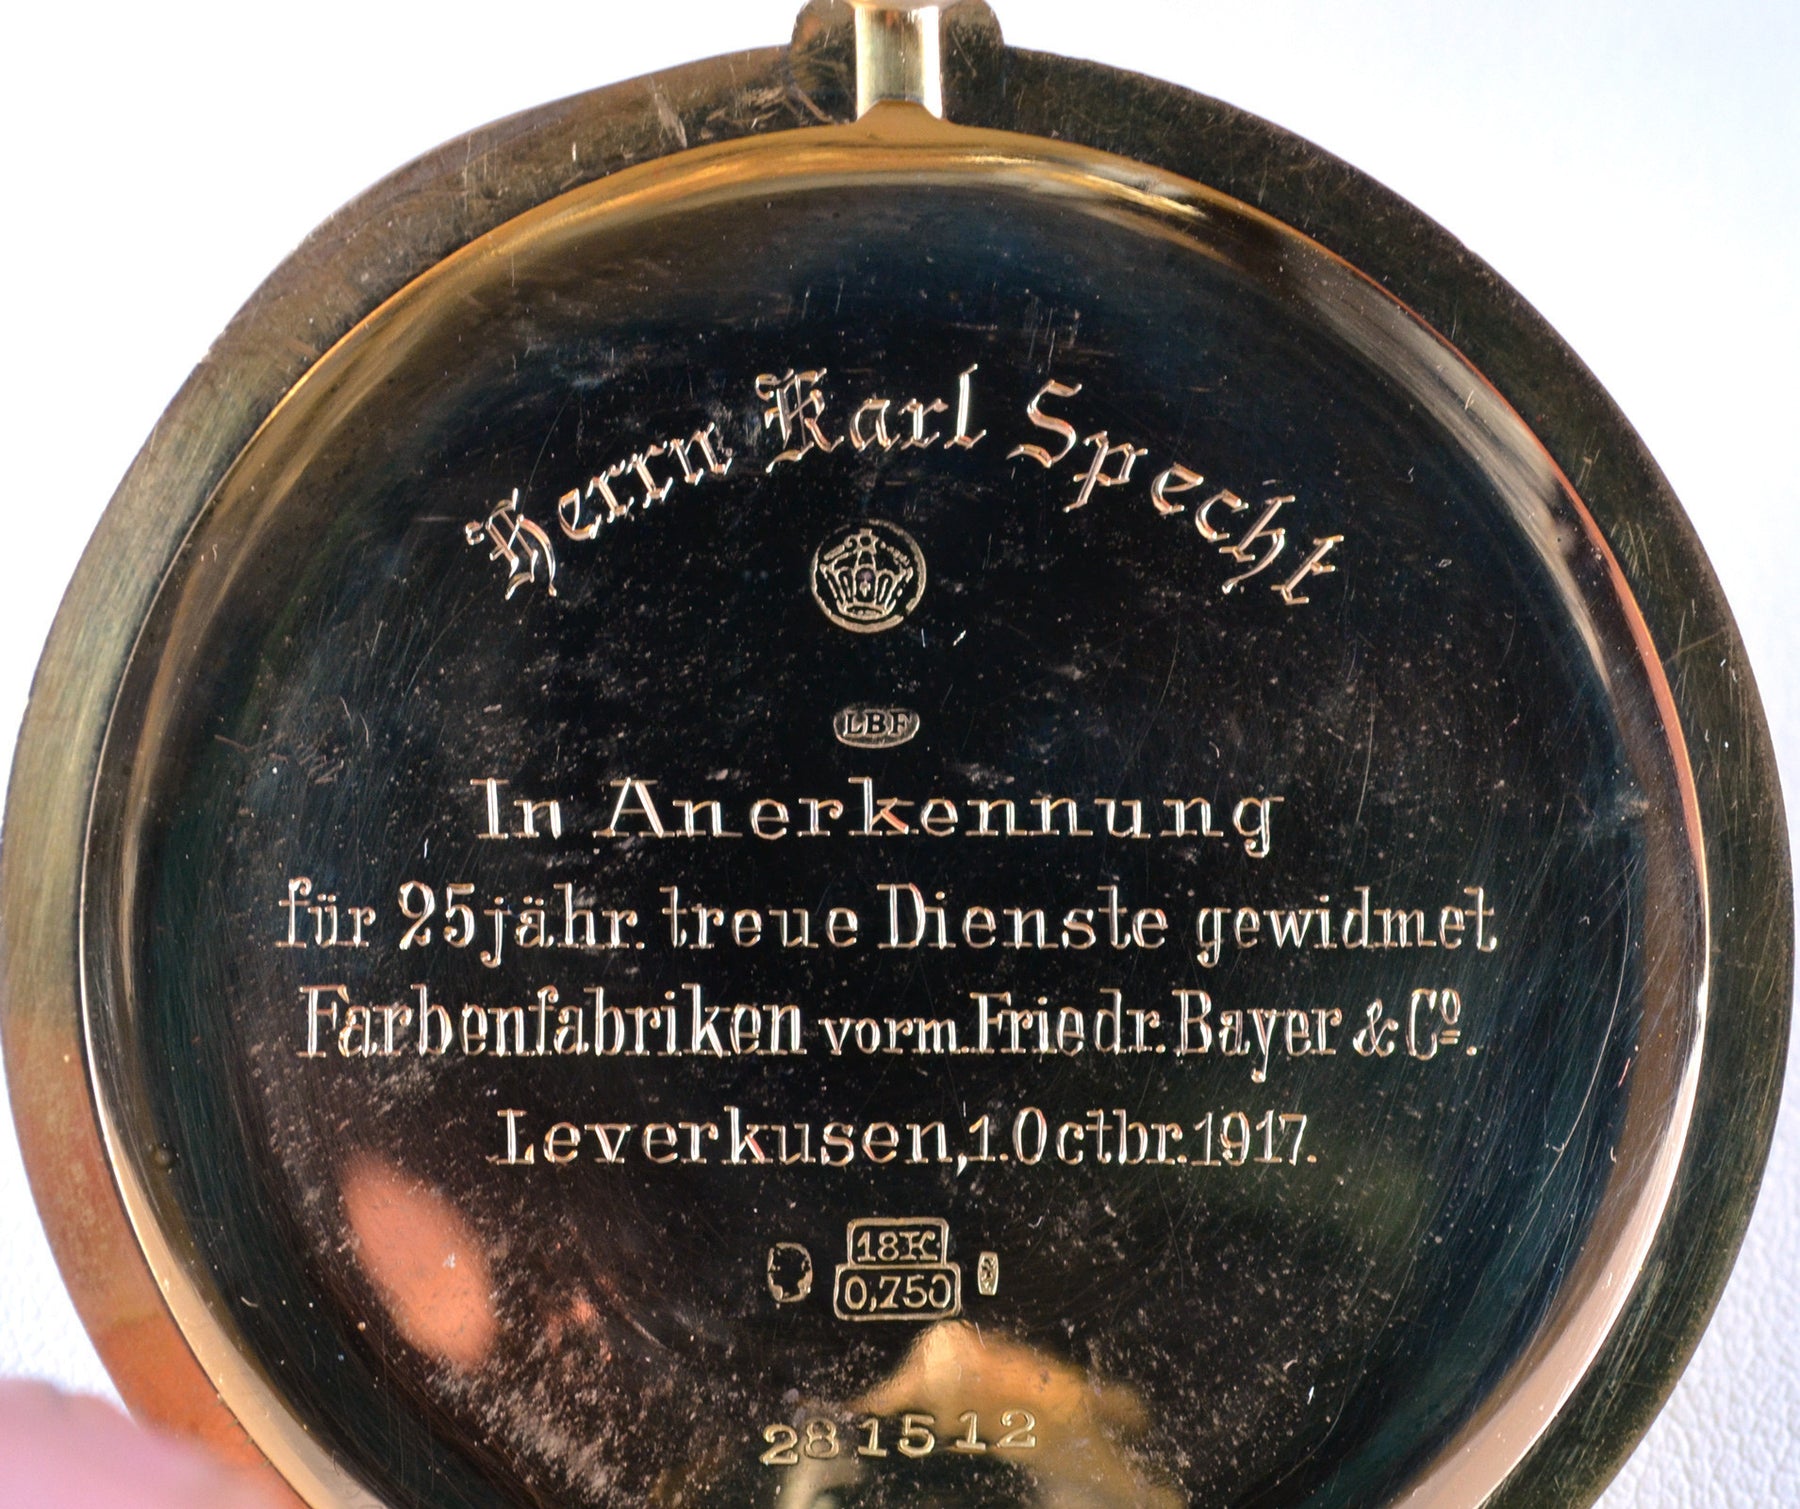 Herrn Karl Specht
LBF
In Anerkennung
für 25jähr. treue Dienste gewidmet
Farbenfabriken vorm. Friedr. Bayer & Cº.
Leverkusen, 1. Octbr. 1917.
18K
0,750
281512